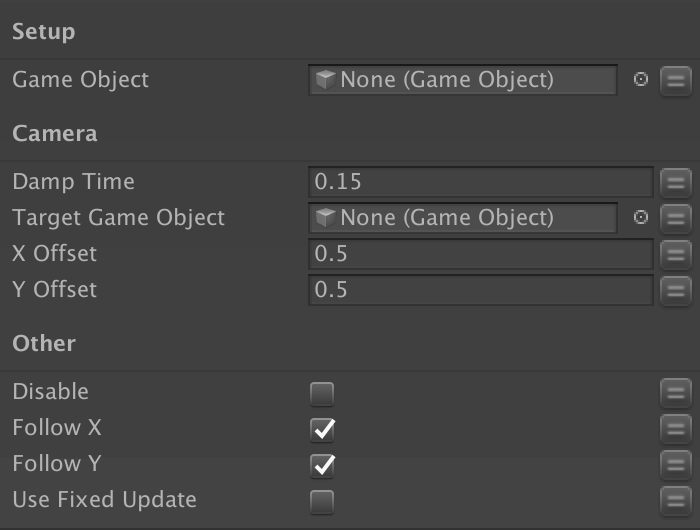 Setup
Game Object None (Game Object)
Camera
Damp Time 0.15
Target Game Object None (Game Object)
X Offset 0.5
Y Offset 0.5
Other
Disable
Follow X
Follow Y
Use Fixed Update